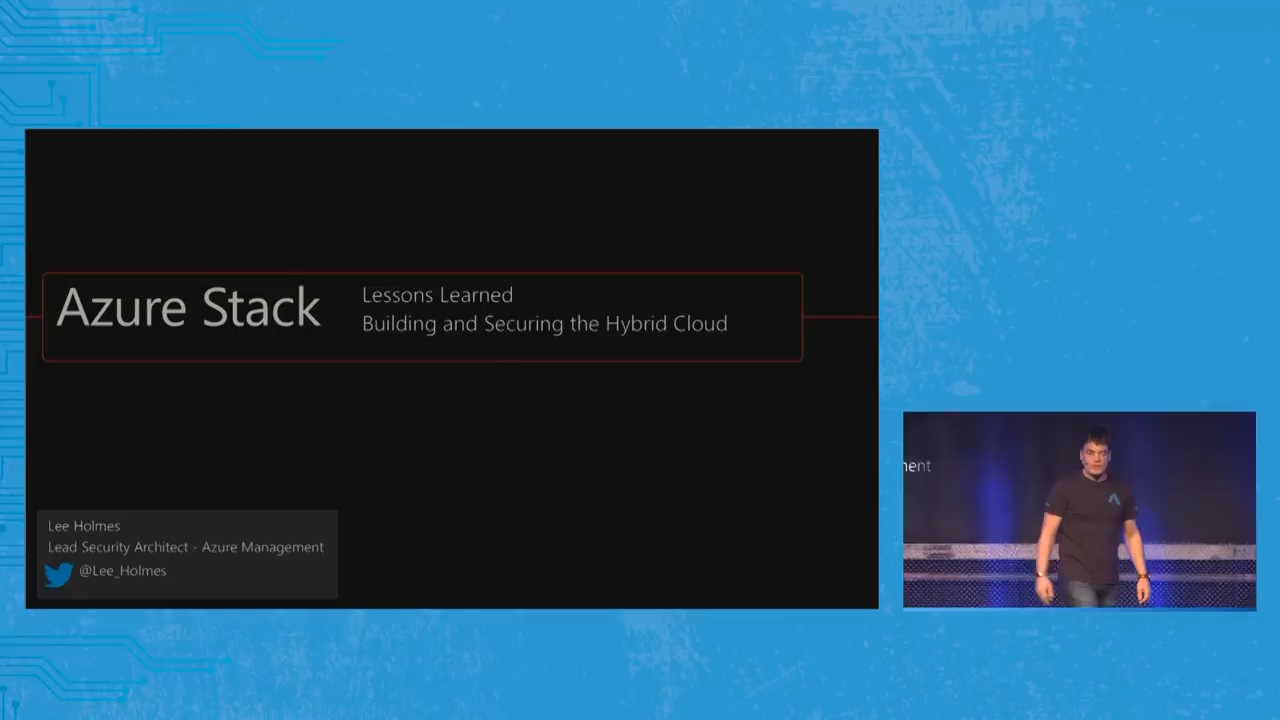 Azure Stack
Lessons Learned
Building and Securing the Hybrid Cloud
Lee Holmes
Lead Security Architect - Azure Management
@Lee_Holmes
nent